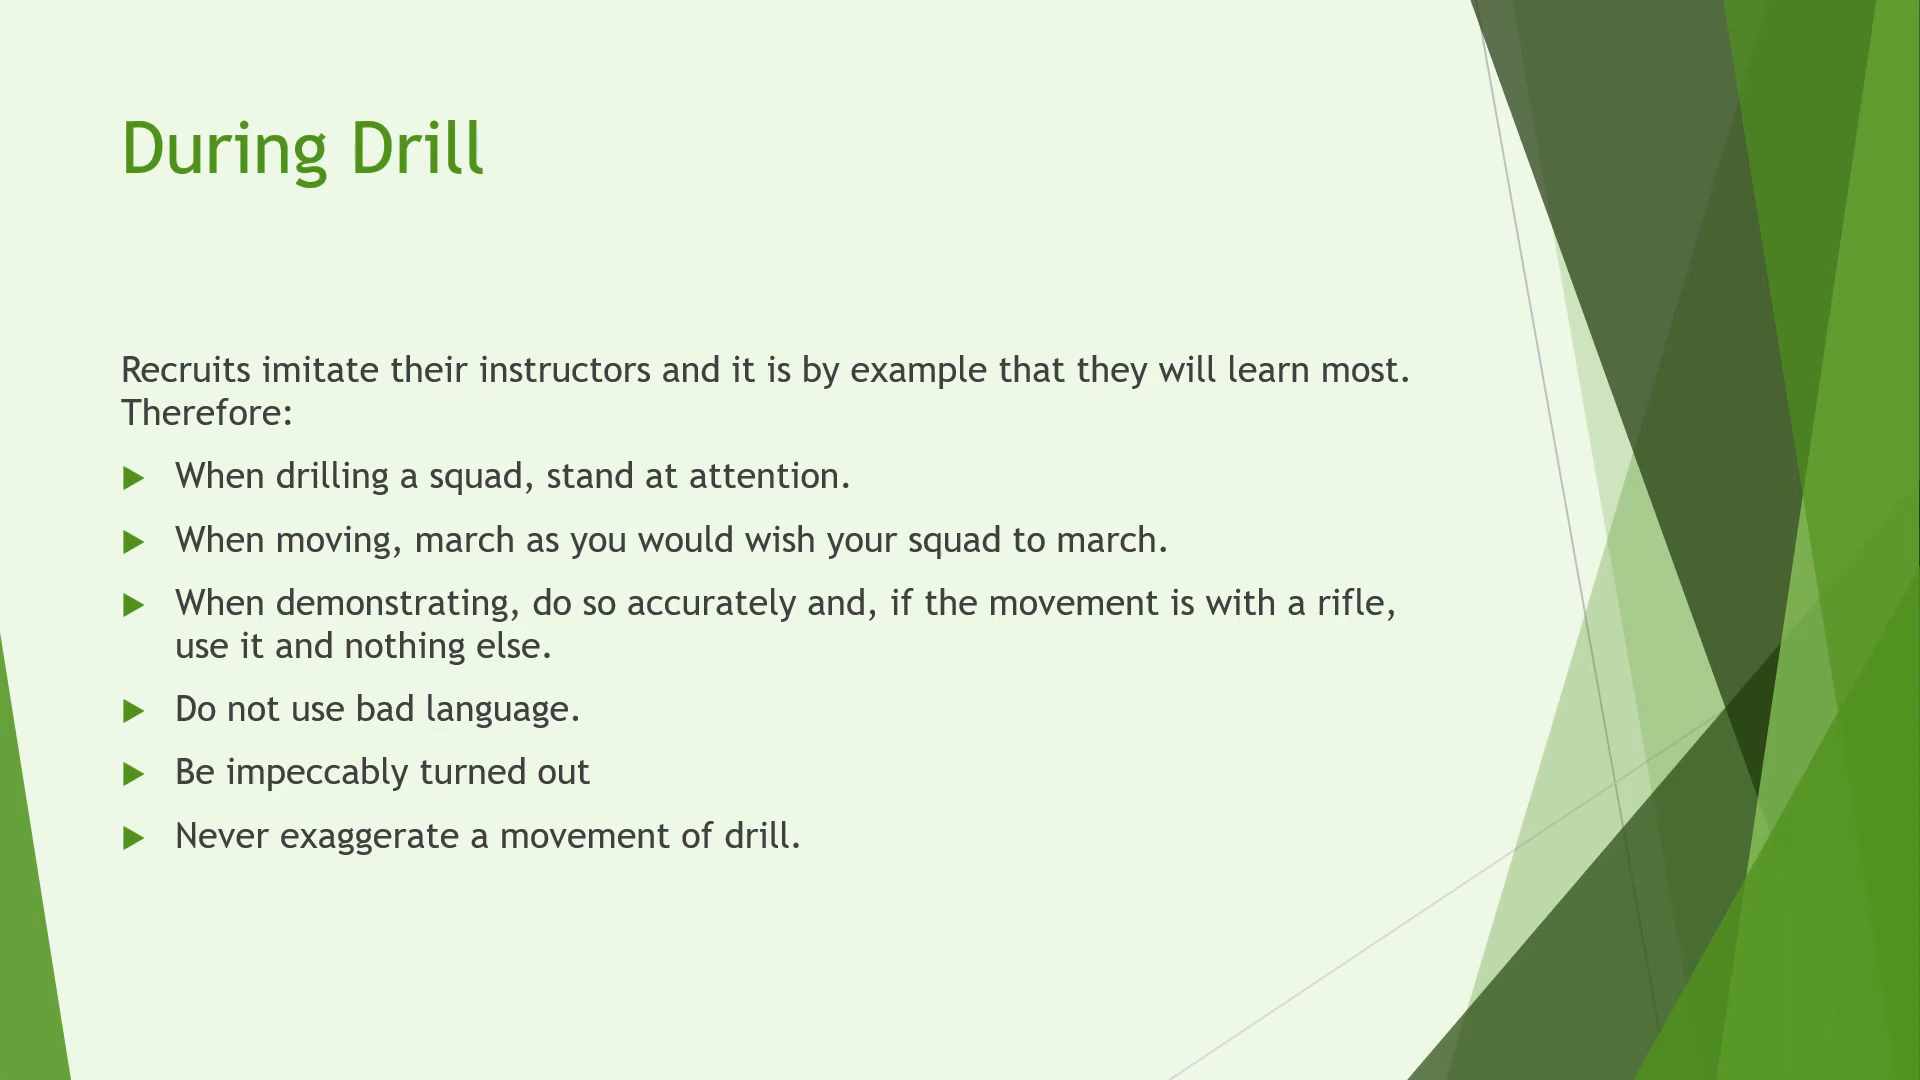 During Drill
Recruits imitate their instructors and it is by example that they will learn most.
Therefore:
When drilling a squad, stand at attention.
When moving, march as you would wish your squad to march.
When demonstrating, do so accurately and, if the movement is with a rifle,
use it and nothing else.
Do not use bad language.
Be impeccably turned out
Never exaggerate a movement of drill.